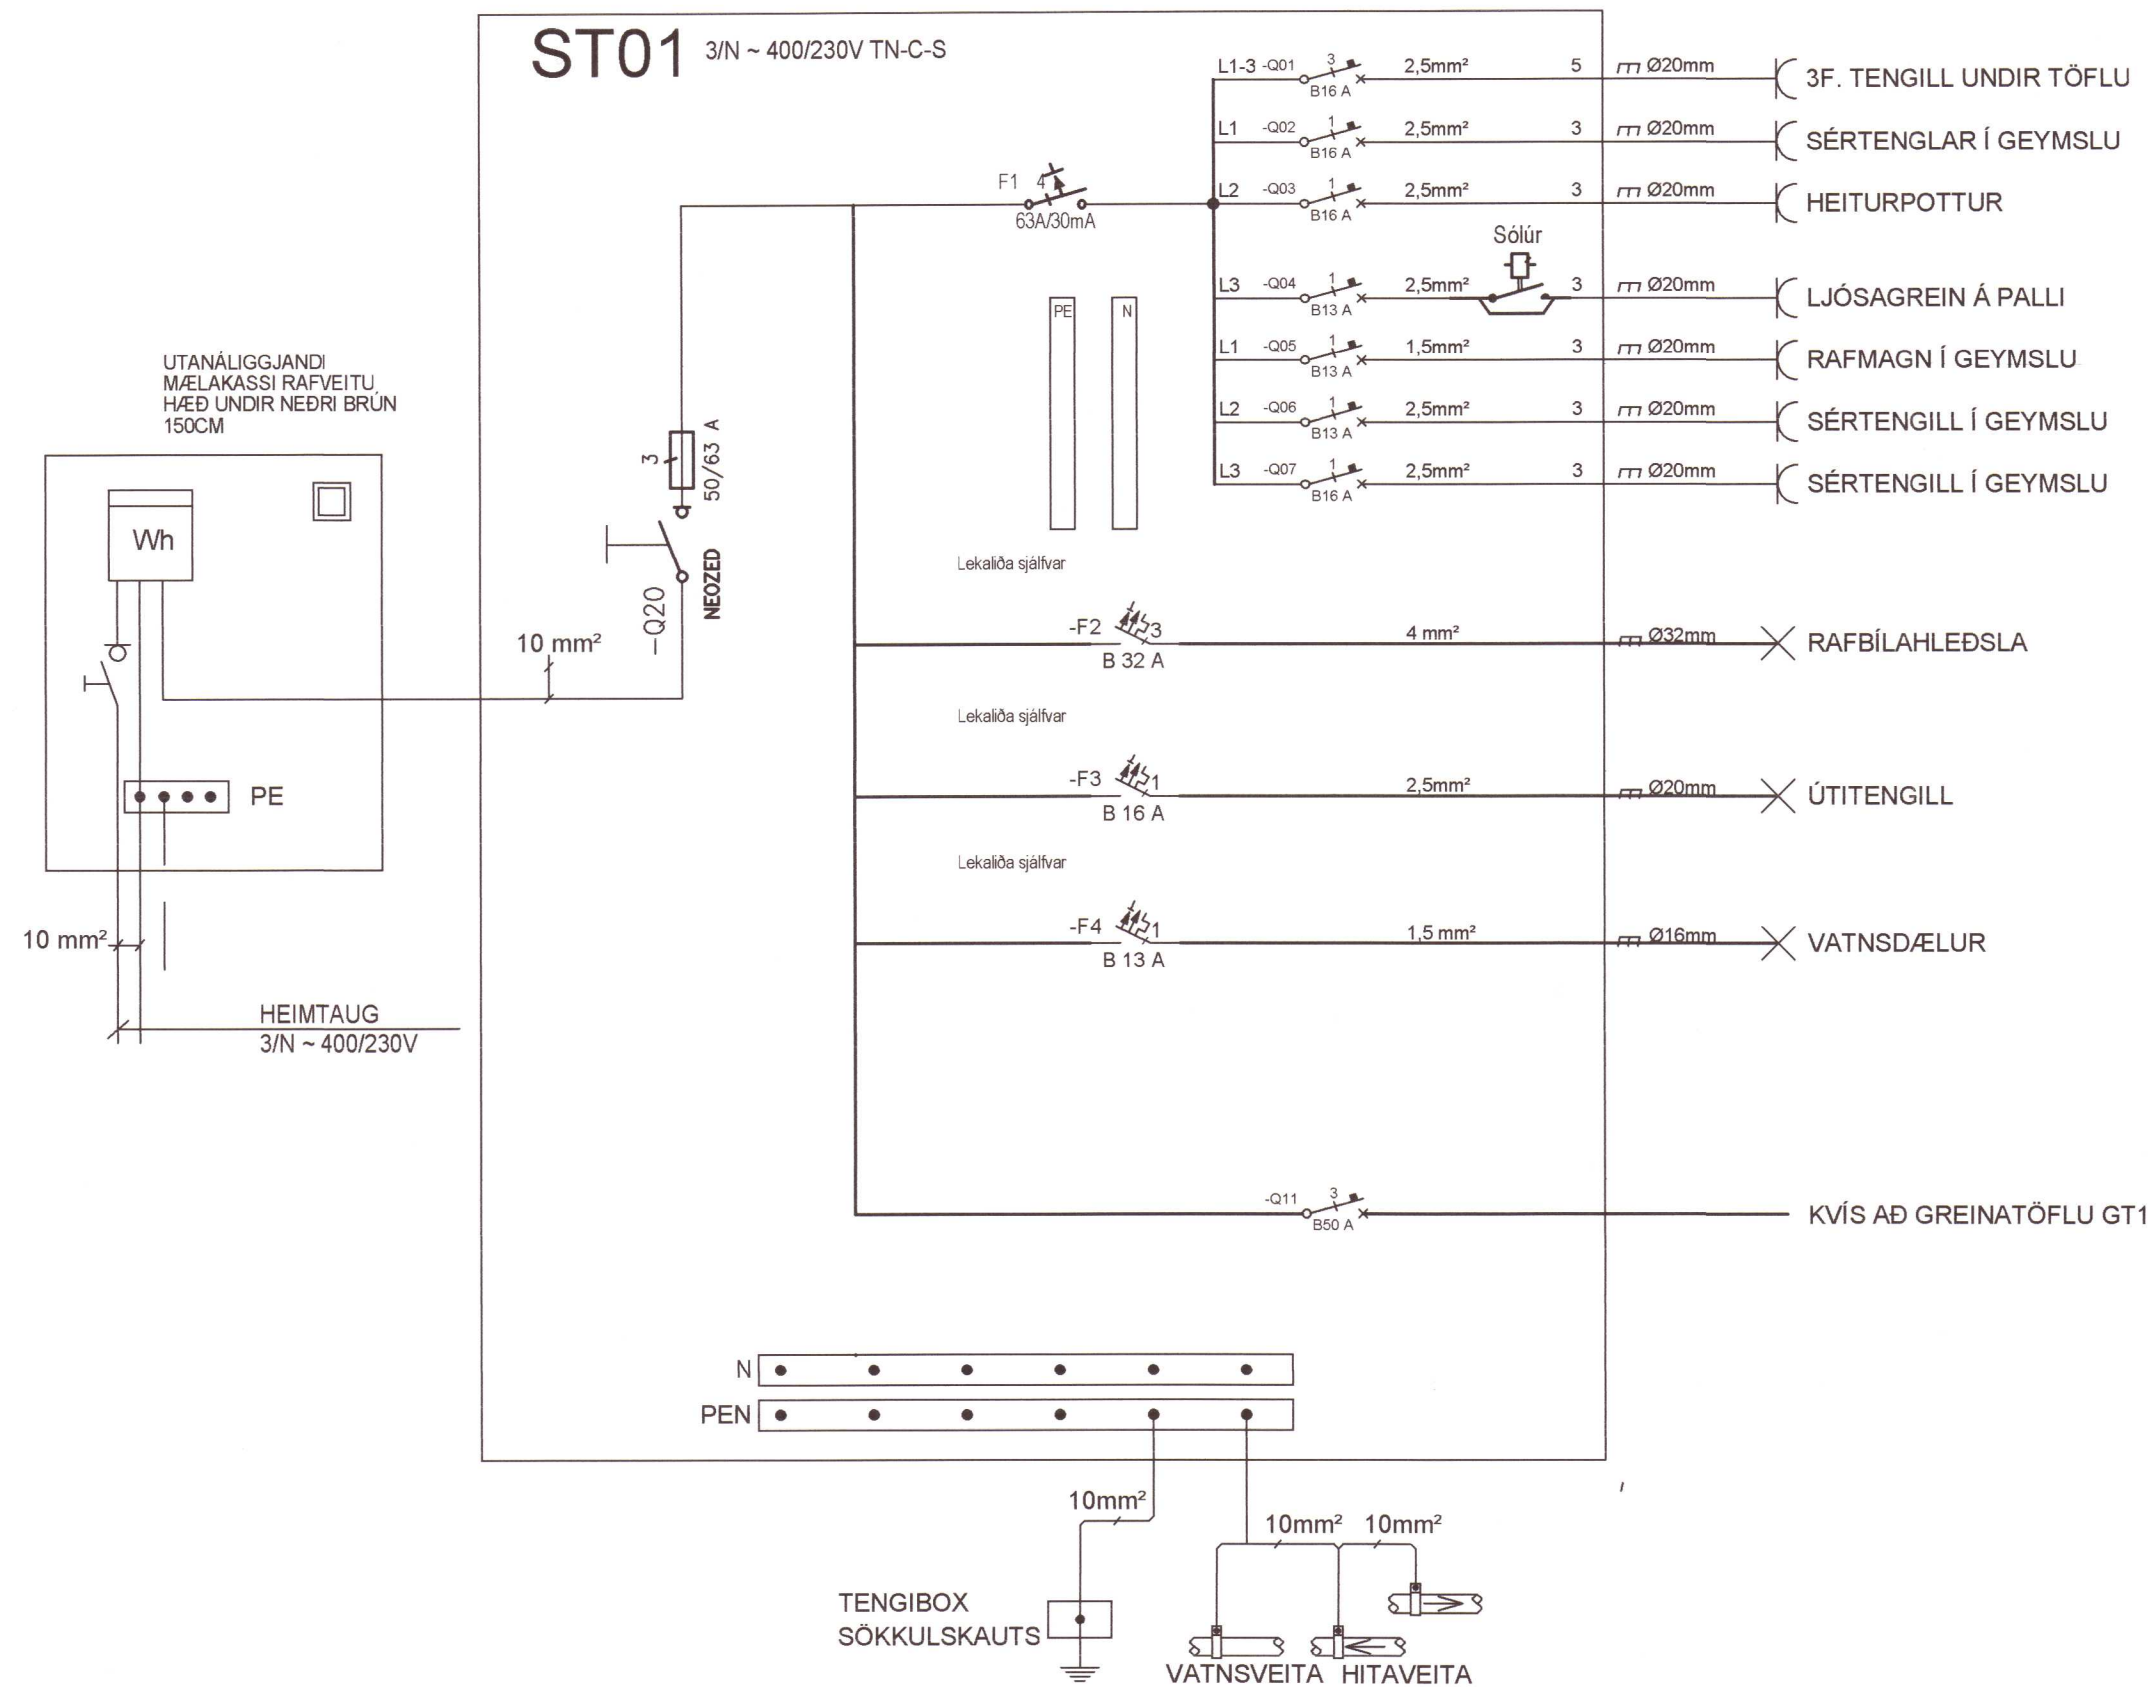 ST01 3/N ~ 400/230V TN-C-S
L1-3 -Q01 3 B16 A 2,5mm² 5 Ø20mm 3F. TENGILL UNDIR TÖFLU
L1 -Q02 1 B16 A 2,5mm² 3 Ø20mm SÉRTENGLAR Í GEYMSLU
L2 -Q03 1 B16 A 2,5mm² 3 Ø20mm HEITURPOTTUR
F1 4
63A/30mA
Sólúr
L3 -Q04 1 B13 A 2,5mm² 3 Ø20mm LJÓSAGREIN Á PALLI
L1 -Q05 1 B13 A 1,5mm² 3 Ø20mm RAFMAGN Í GEYMSLU
L2 -Q06 1 B13 A 2,5mm² 3 Ø20mm SÉRTENGILL Í GEYMSLU
L3 -Q07 1 B16 A 2,5mm² 3 Ø20mm SÉRTENGILL Í GEYMSLU
PE N
UTANÁLIGGJANDI
MÆLAKASSI RAFVEITU
HÆÐ UNDIR NEÐRI BRÚN
150CM
Wh
PE
10 mm²
HEIMTAUG
3/N ~ 400/230V
10 mm²
3
50/63 A
-Q20
NEOZED
Lekaliða sjálfvar
-F2 3 4 mm² Ø32mm RAFBÍLAHLEÐSLA
B 32 A
Lekaliða sjálfvar
-F3 1 2,5mm² Ø20mm ÚTITENGILL
B 16 A
Lekaliða sjálfvar
-F4 1 1,5 mm² Ø16mm VATNSDÆLUR
B 13 A
-Q11 3 B50 A KVÍS AÐ GREINATÖFLU GT1
N
PEN
10mm²
10mm² 10mm²
TENGIBOX
SÖKKULSKAUTS
VATNSVEITA HITAVEITA